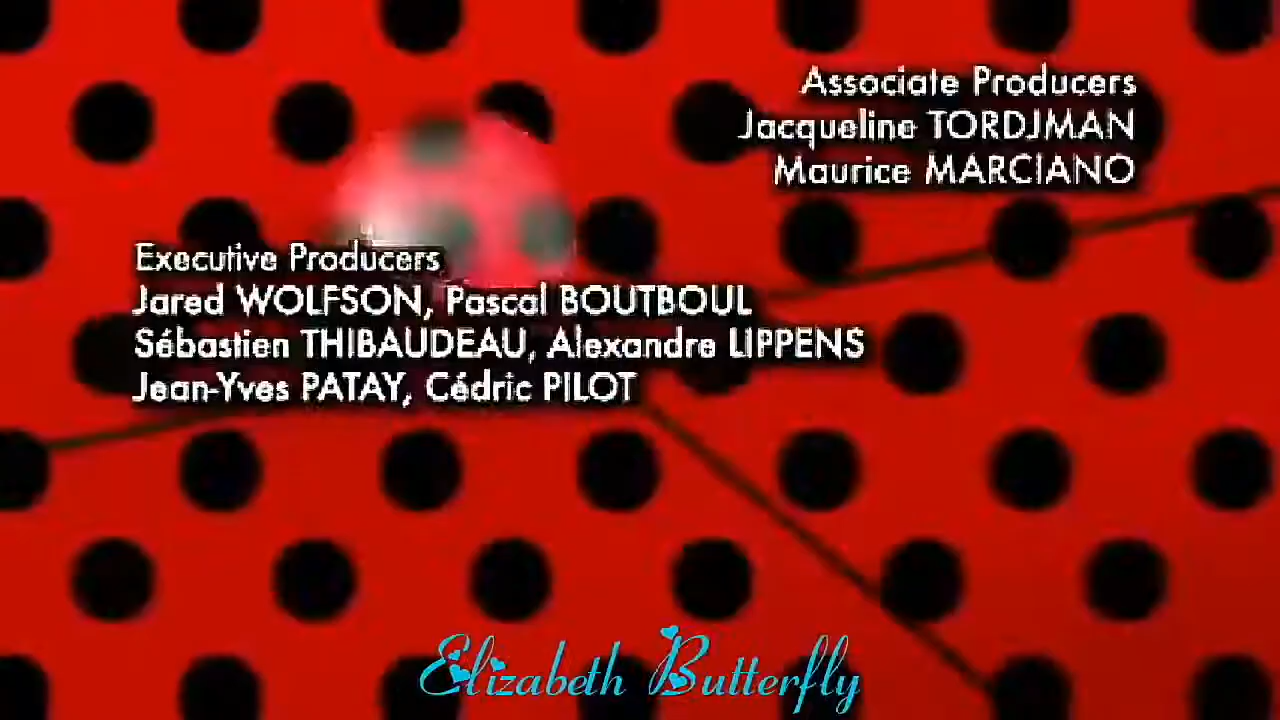 Associate Producers
Jacqueline TORDJMAN
Maurice MARCIANO
Executive Producers
Jared WOLFSON, Pascal BOUTBOUL
Sébastien THIBAUDEAU, Alexandre LIPPENS
Jean-Yves PATAY, Cédric PILOT
Elizabeth Butterfly